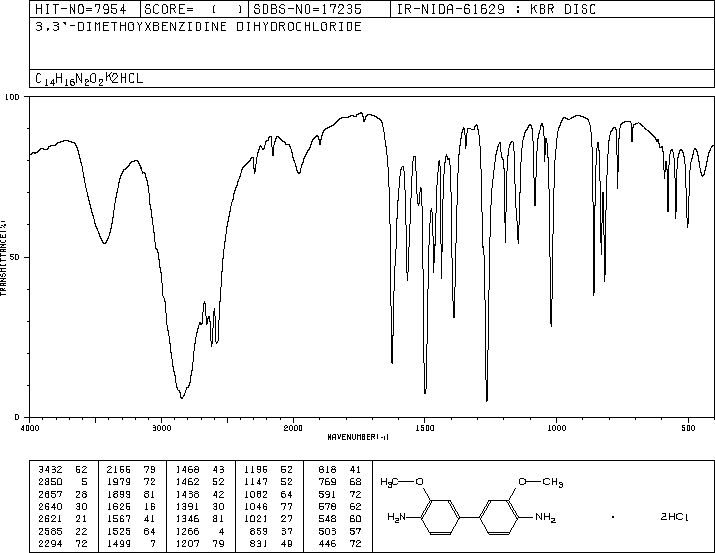 HIT-NO=7954 SCORE= ( ) SDBS-NO=17235 IR-NIDA-61629 : KBR DISC
3,3'-DIMETHOYXBENZIDINE DIHYDROCHLORIDE
C14H16N2O2K2HCL
100
50
0
TRANSMITTANCE(%)
4000 3000 2000 1500 1000 500
WAVENUMBER(-1)
3432 52 2166 79 1468 43 1196 52 818 41
2850 5 1979 72 1462 52 1147 52 769 68
2657 28 1899 81 1438 42 1082 64 591 72
2640 30 1626 16 1391 30 1046 77 578 62
2621 21 1567 41 1346 81 1021 27 548 60
2585 22 1525 64 1266 4 859 37 503 57
2294 72 1499 7 1207 79 831 49 446 72
H3C O O CH3
H2N NH2 · 2HCl